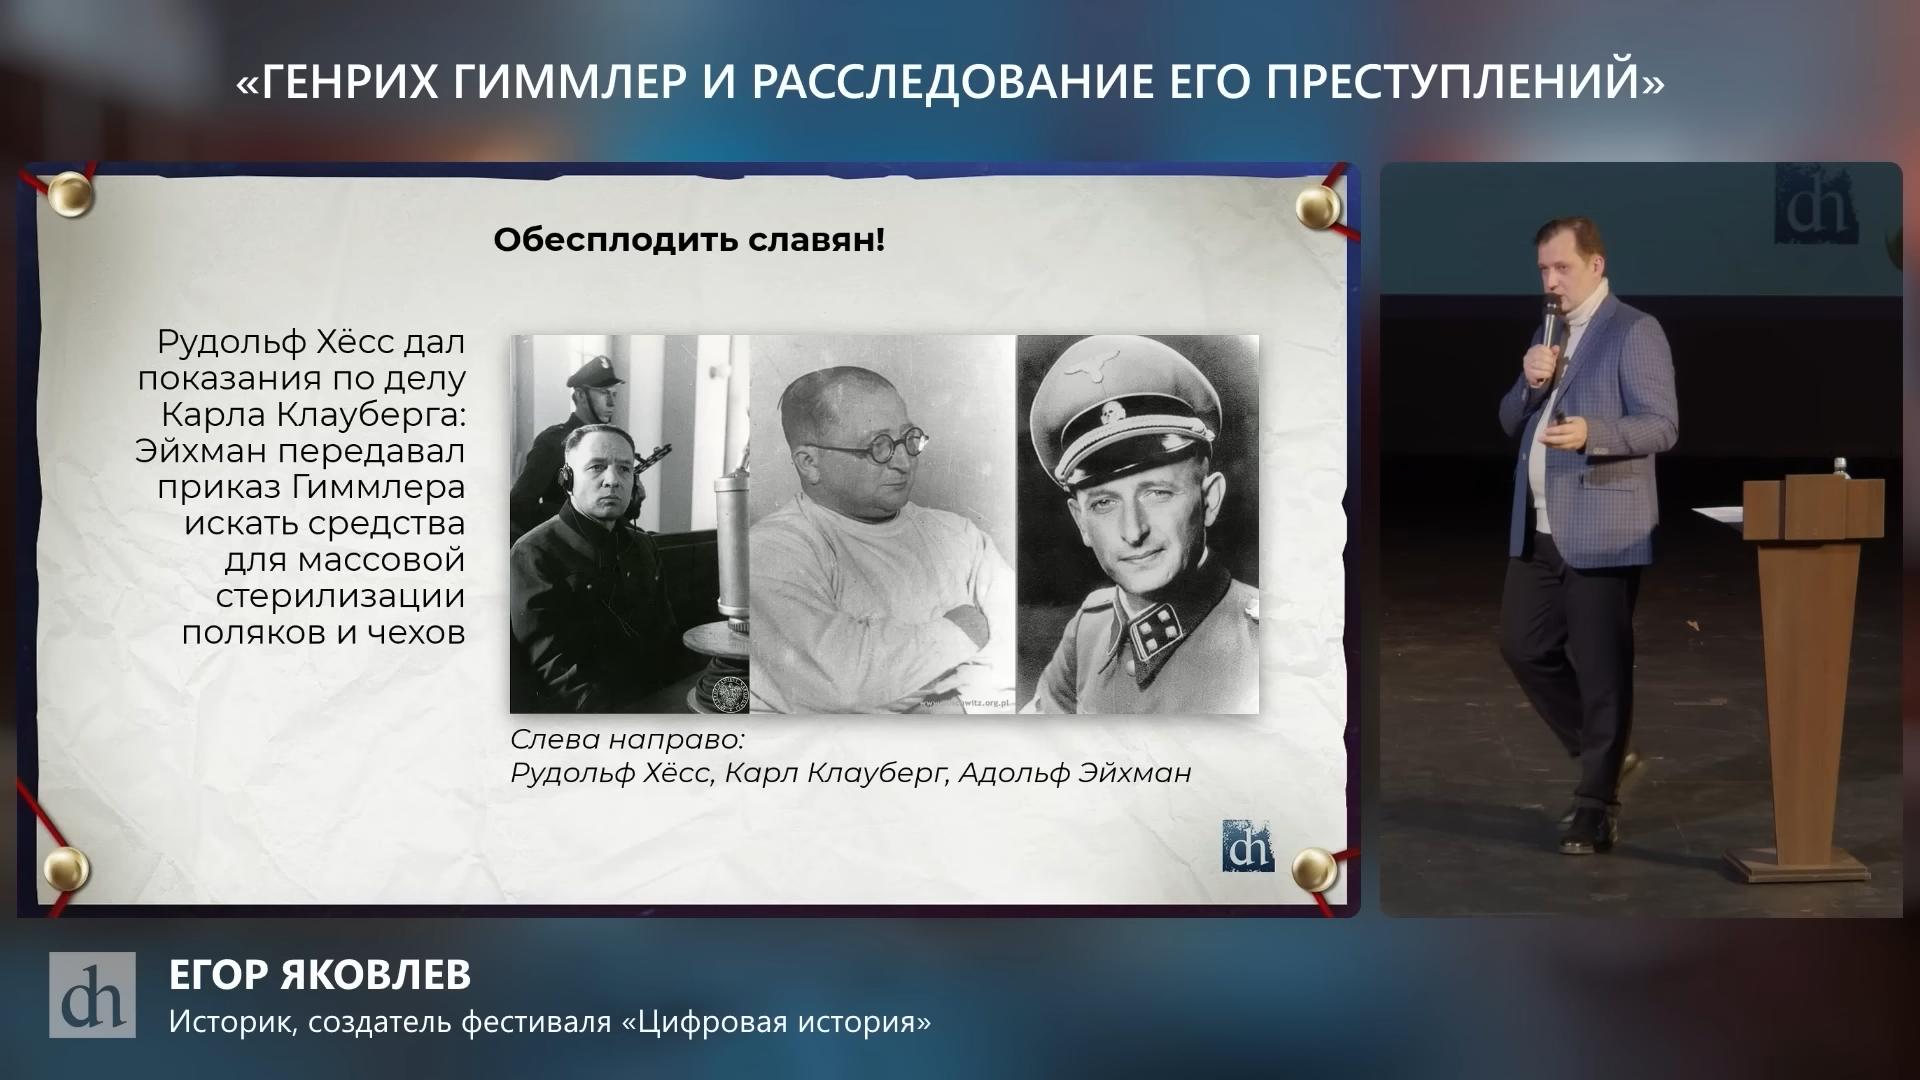 «ГЕНРИХ ГИММЛЕР И РАССЛЕДОВАНИЕ ЕГО ПРЕСТУПЛЕНИЙ»
Обесплодить славян!
Рудольф Хёсс дал
показания по делу
Карла Клауберга:
Эйхман передавал
приказ Гиммлера
искать средства
для массовой
стерилизации
поляков и чехов
Слева направо:
Рудольф Хёсс, Карл Клауберг, Адольф Эйхман
dh
dh
dh
ЕГОР ЯКОВЛЕВ
Историк, создатель фестиваля «Цифровая история»